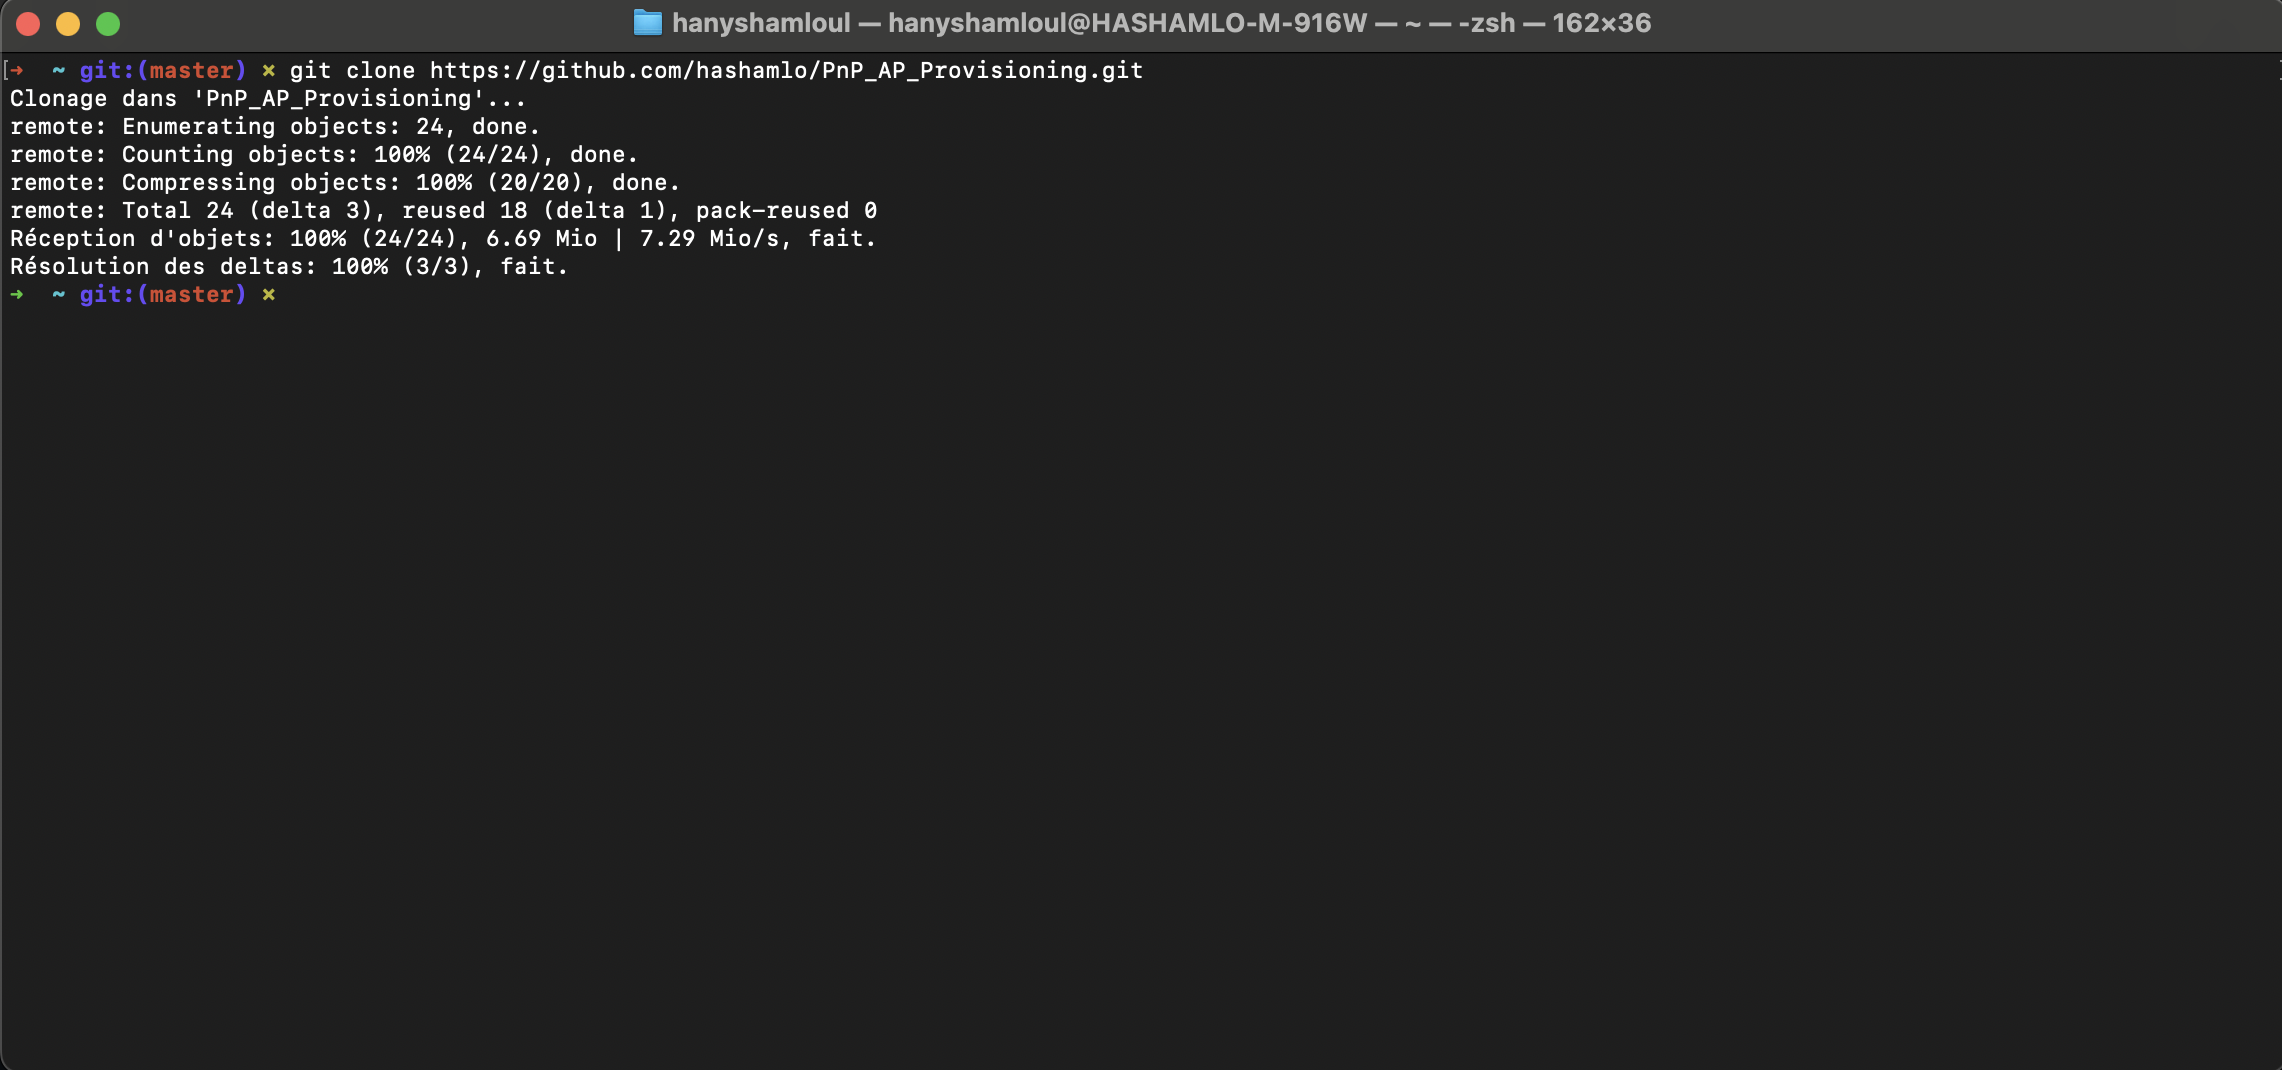 hanyshamloul — hanyshamloul@HASHAMLO-M-916W — ~ — -zsh — 162×36
[➜  ~ git:(master) ✗ git clone https://github.com/hashamlo/PnP_AP_Provisioning.git
Clonage dans 'PnP_AP_Provisioning'...
remote: Enumerating objects: 24, done.
remote: Counting objects: 100% (24/24), done.
remote: Compressing objects: 100% (20/20), done.
remote: Total 24 (delta 3), reused 18 (delta 1), pack-reused 0
Réception d'objets: 100% (24/24), 6.69 Mio | 7.29 Mio/s, fait.
Résolution des deltas: 100% (3/3), fait.
➜  ~ git:(master) ✗